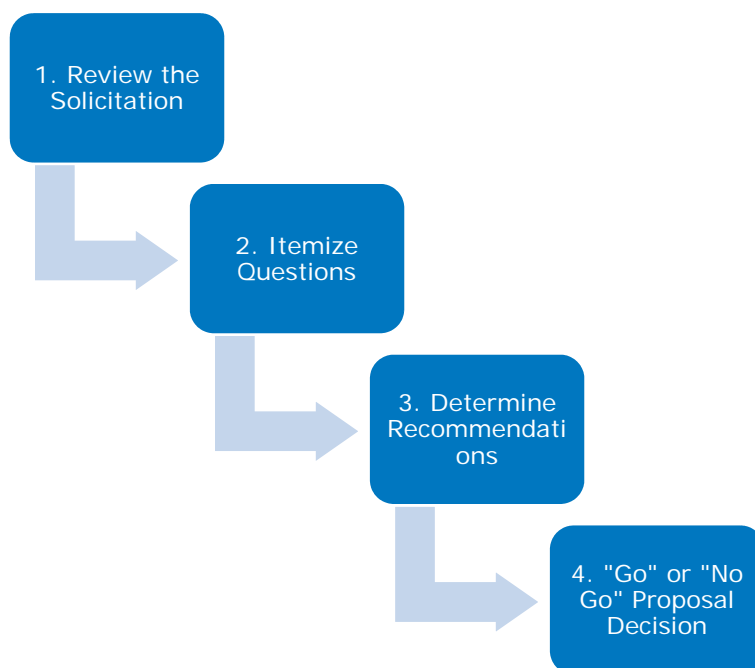 1. Review the
Solicitation
2. Itemize
Questions
3. Determine
Recommendati
ons
4. "Go" or "No
Go" Proposal
Decision